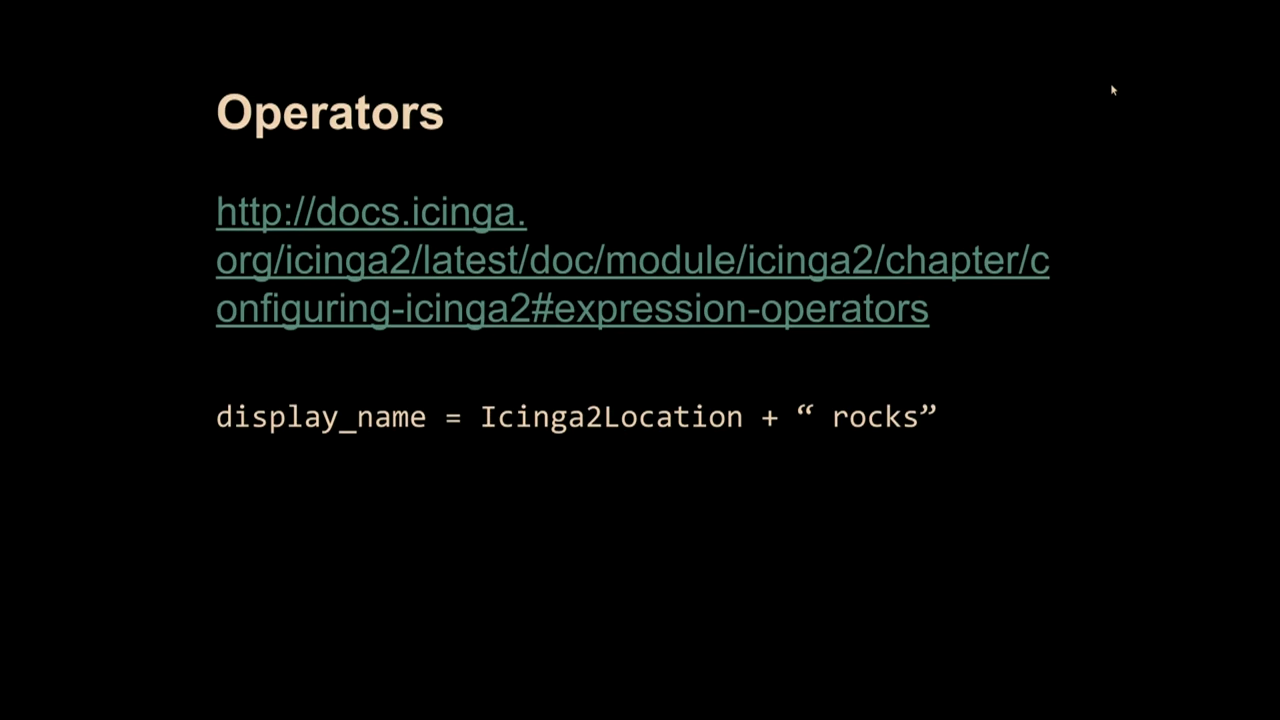 Operators
http://docs.icinga.
org/icinga2/latest/doc/module/icinga2/chapter/c
onfiguring-icinga2#expression-operators
display_name = Icinga2Location + “ rocks”